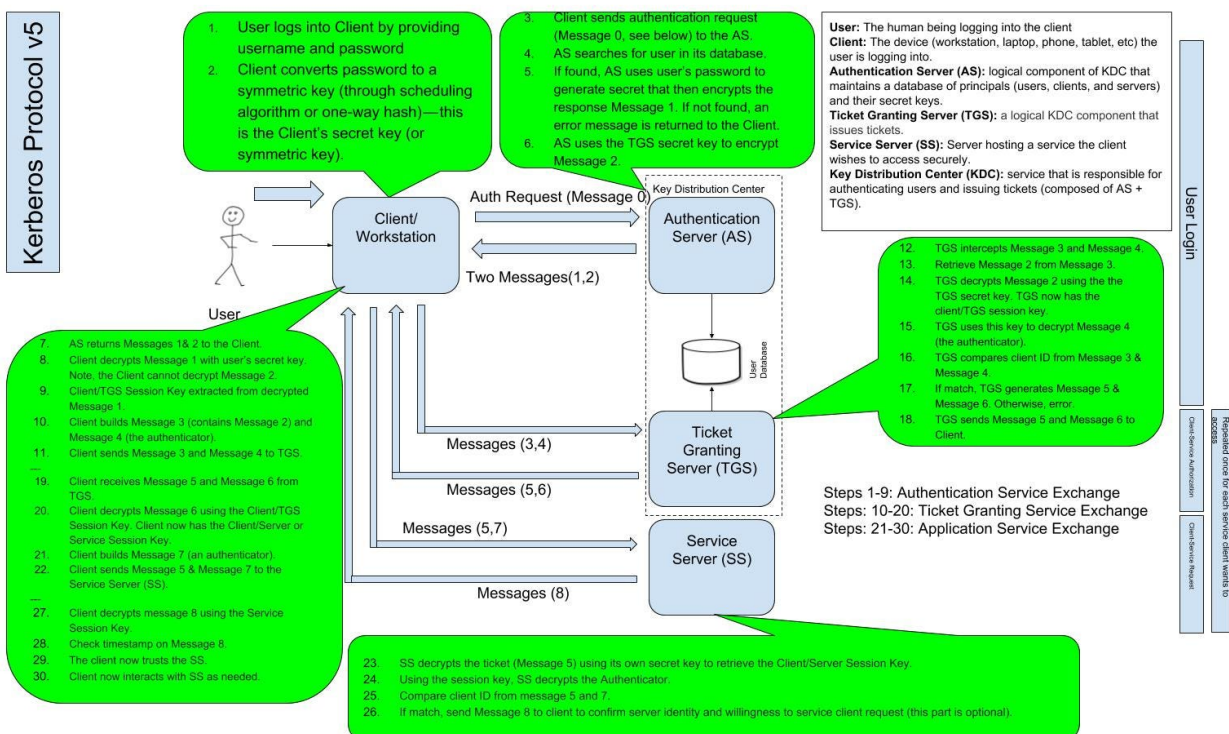 Kerberos Protocol v5
1. User logs into Client by providing
username and password
2. Client converts password to a
symmetric key (through scheduling
algorithm or one-way hash)—this
is the Client's secret key (or
symmetric key).
3. Client sends authentication request
(Message 0, see below) to the AS.
4. AS searches for user in its database.
5. If found, AS uses user's password to
generate secret that then encrypts the
response Message 1. If not found, an
error message is returned to the Client.
6. AS uses the TGS secret key to encrypt
Message 2.
User: The human being logging into the client
Client: The device (workstation, laptop, phone, tablet, etc) the
user is logging into.
Authentication Server (AS): logical component of KDC that
maintains a database of principals (users, clients, and servers)
and their secret keys.
Ticket Granting Server (TGS): a logical KDC component that
issues tickets.
Service Server (SS): Server hosting a service the client
wishes to access securely.
Key Distribution Center (KDC): service that is responsible for
authenticating users and issuing tickets (composed of AS +
TGS).
User Login
Key Distribution Center
Auth Request (Message 0)
Client/
Workstation
Authentication
Server (AS)
Two Messages(1,2)
User
User
Database
12. TGS intercepts Message 3 and Message 4.
13. Retrieve Message 2 from Message 3.
14. TGS decrypts Message 2 using the the
TGS secret key. TGS now has the
client/TGS session key.
15. TGS uses this key to decrypt Message 4
(the authenticator).
16. TGS compares client ID from Message 3 &
Message 4.
17. If match, TGS generates Message 5 &
Message 6. Otherwise, error.
18. TGS sends Message 5 and Message 6 to
Client.
7. AS returns Messages 1& 2 to the Client.
8. Client decrypts Message 1 with user's secret key.
Note, the Client cannot decrypt Message 2.
9. Client/TGS Session Key extracted from decrypted
Message 1.
10. Client builds Message 3 (contains Message 2) and
Message 4 (the authenticator).
11. Client sends Message 3 and Message 4 to TGS.
—
19. Client receives Message 5 and Message 6 from
TGS.
20. Client decrypts Message 6 using the Client/TGS
Session Key. Client now has the Client/Server or
Service Session Key.
21. Client builds Message 7 (an authenticator).
22. Client sends Message 5 & Message 7 to the
Service Server (SS).
—
27. Client decrypts message 8 using the Service
Session Key.
28. Check timestamp on Message 8.
29. The client now trusts the SS.
30. Client now interacts with SS as needed.
Messages (3,4)
Ticket
Granting
Server (TGS)
Messages (5,6)
Messages (5,7)
Service
Server (SS)
Messages (8)
Steps 1-9: Authentication Service Exchange
Steps: 10-20: Ticket Granting Service Exchange
Steps: 21-30: Application Service Exchange
Client-Service Authorization
Client-Service Request
Repeated once for each service client wants to
access
23. SS decrypts the ticket (Message 5) using its own secret key to retrieve the Client/Server Session Key.
24. Using the session key, SS decrypts the Authenticator.
25. Compare client ID from message 5 and 7.
26. If match, send Message 8 to client to confirm server identity and willingness to service client request (this part is optional).